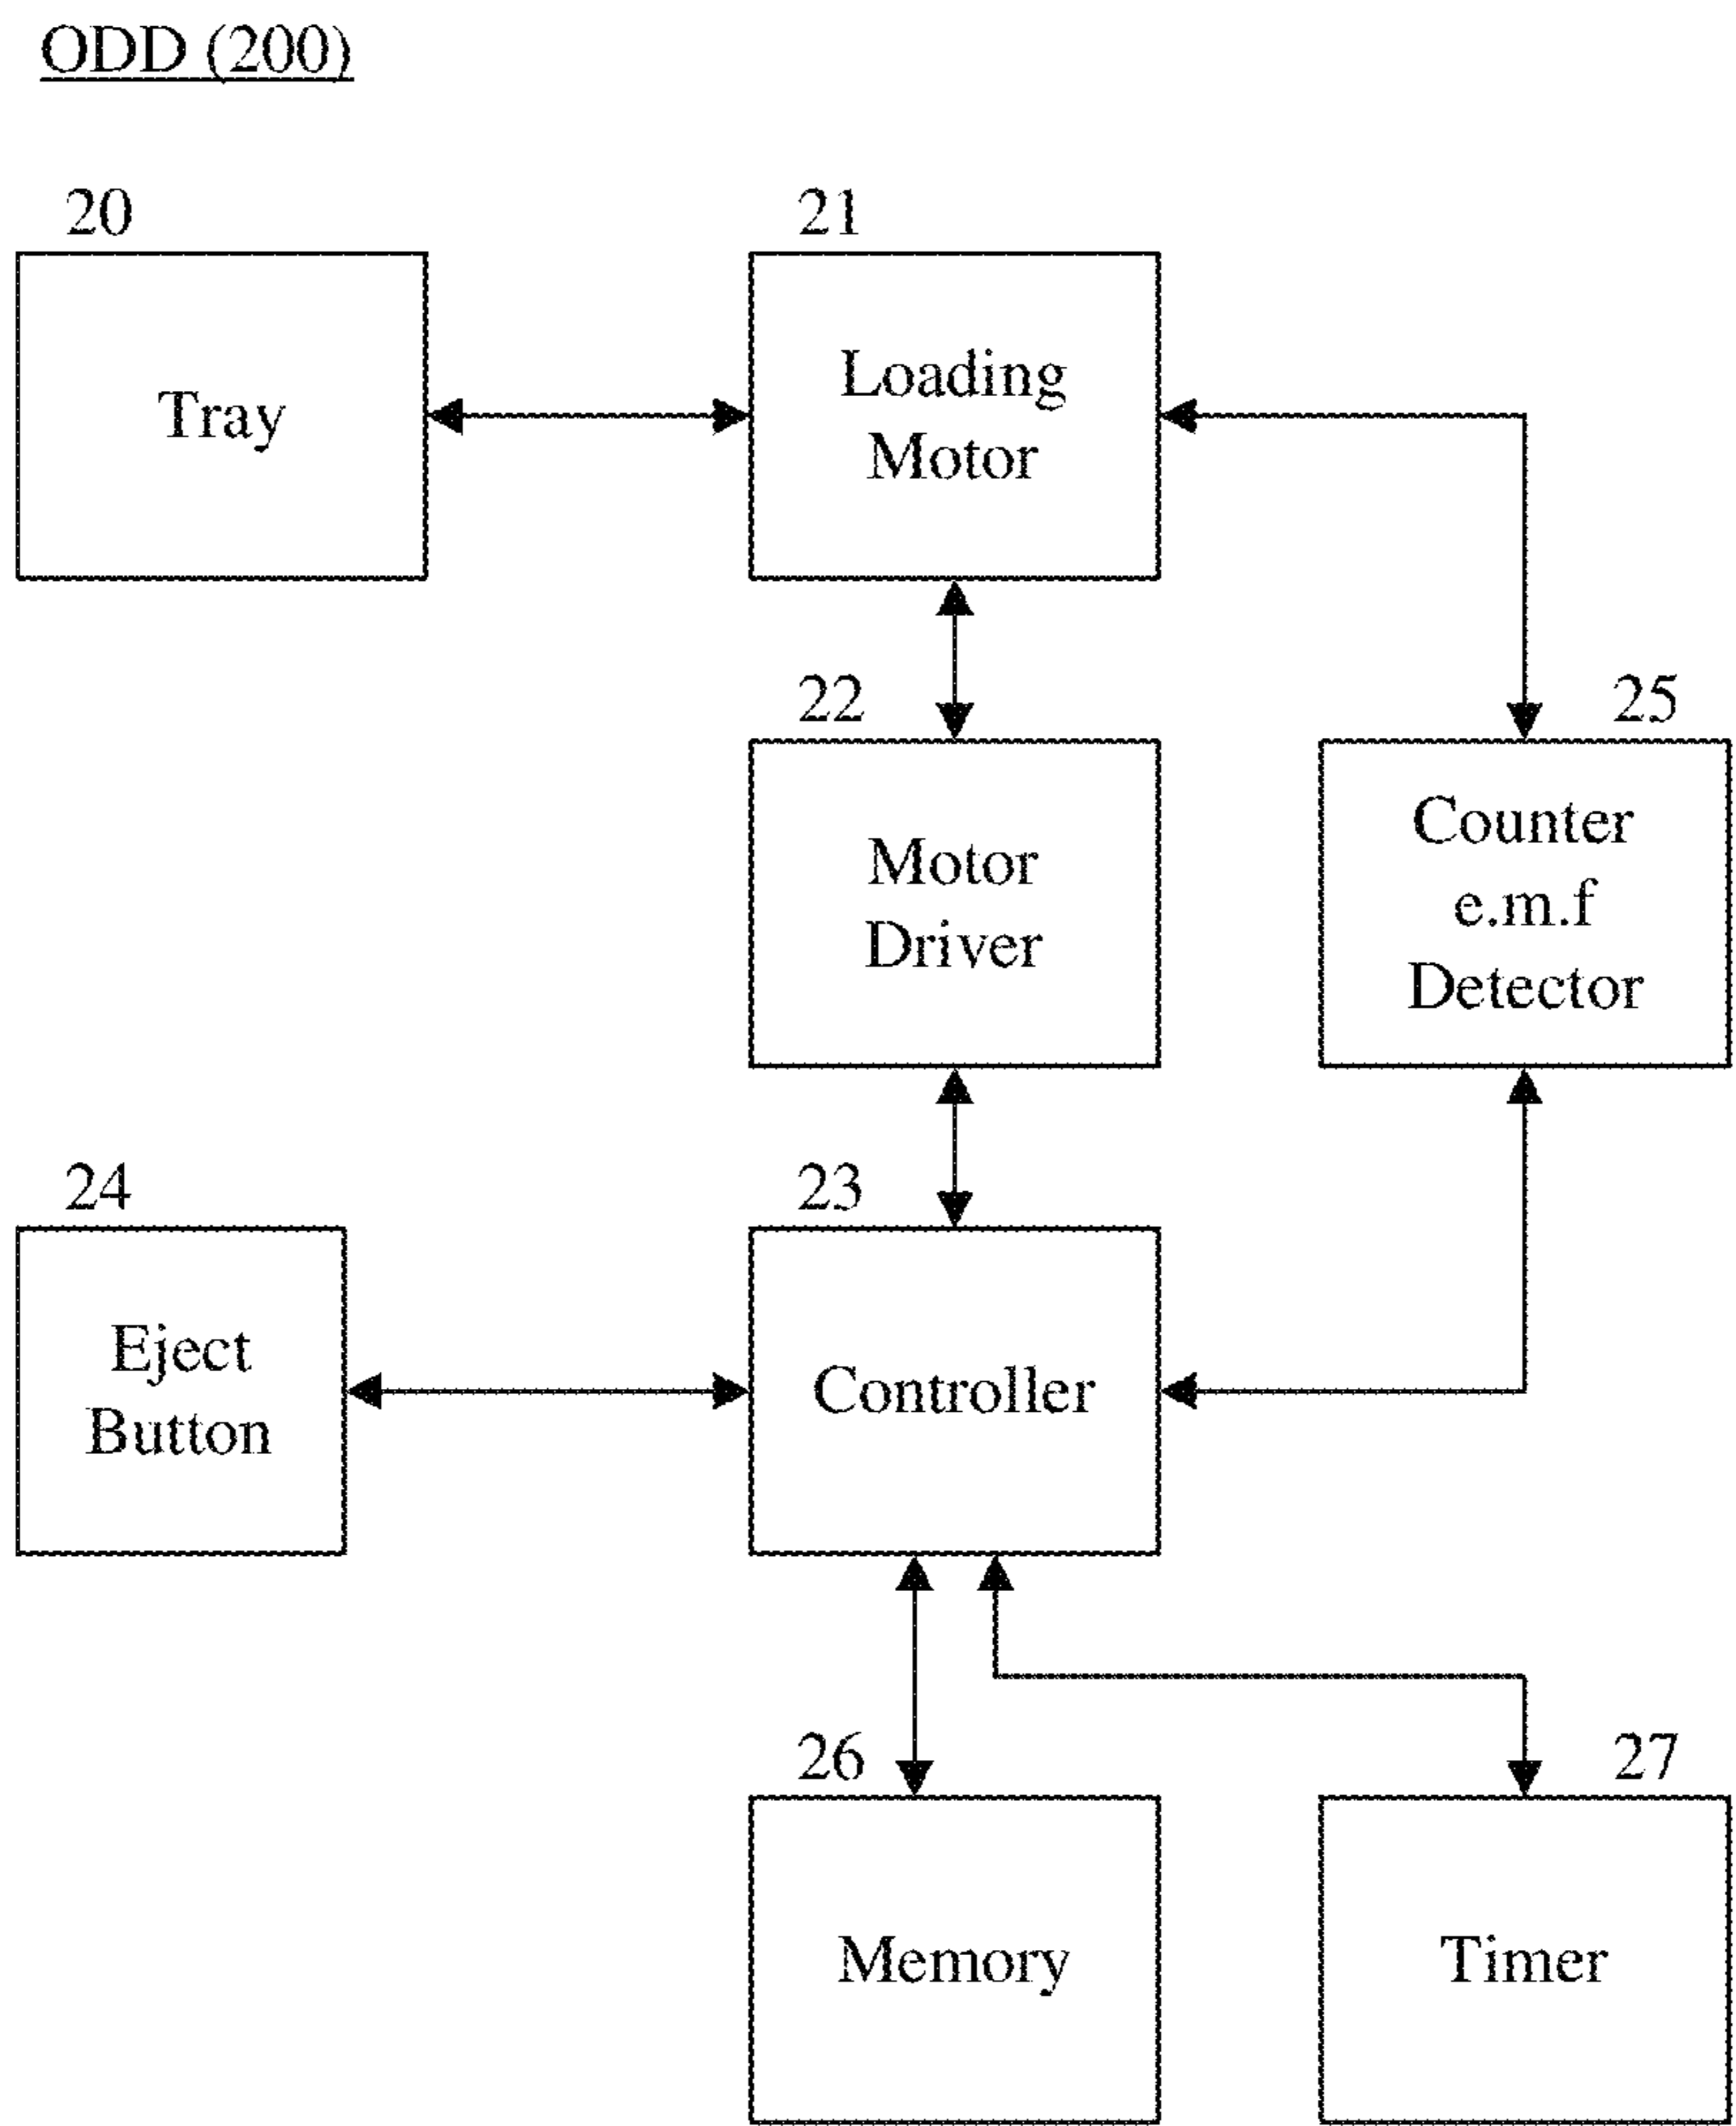 ODD (200)
20
Tray
21
Loading
Motor
22
Motor
Driver
25
Counter
e.m.f
Detector
24
Eject
Button
23
Controller
26
Memory
27
Timer